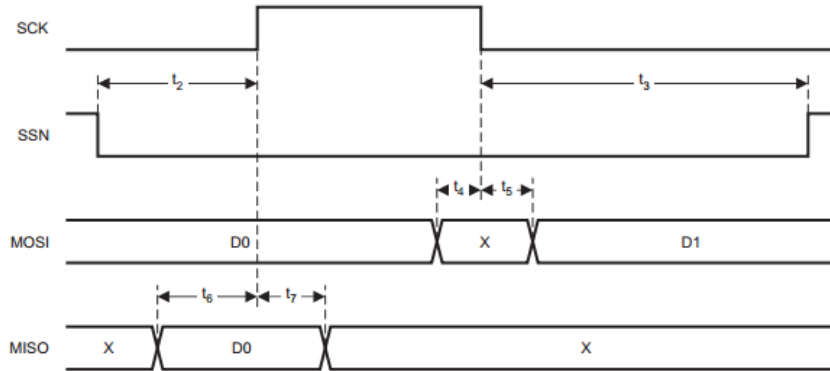 SCK
t2 t3
SSN
t4 t5
MOSI D0 X D1
t6 t7
MISO X D0 X